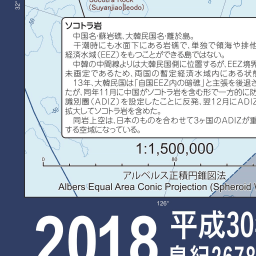 (Suyanjiao/Ieodo)
ソコトラ岩
中国名・蘇岩礁、大韓民国名・離於島。
干潮時にも水面下にある岩礁で、単独で領海や排他
経済水域(EEZ)をもつことができる島ではない。
中韓の中間線よりは大韓民国側に位置するが、EEZ境界
未画定であるため、両国の暫定経済水域内にある状態
13年、大韓民国は「自国EEZ内の暗礁」と主張を後退さ
たが、同年11月に中国がソコトラ岩を含む形で一方的に防
識別圏(ADIZ)を設定したことに反発、翌12月にADIZ
拡大してソコトラ岩を含めた。
同岩上空は、日本のものを合わせて3ヶ国のADIZが重
する空域になっている。
1:1,500,000
0
80
アルベルス正積円錐図法
Albers Equal Area Conic Projection (Spheroid W
126°
2018
平成30
皇紀2678